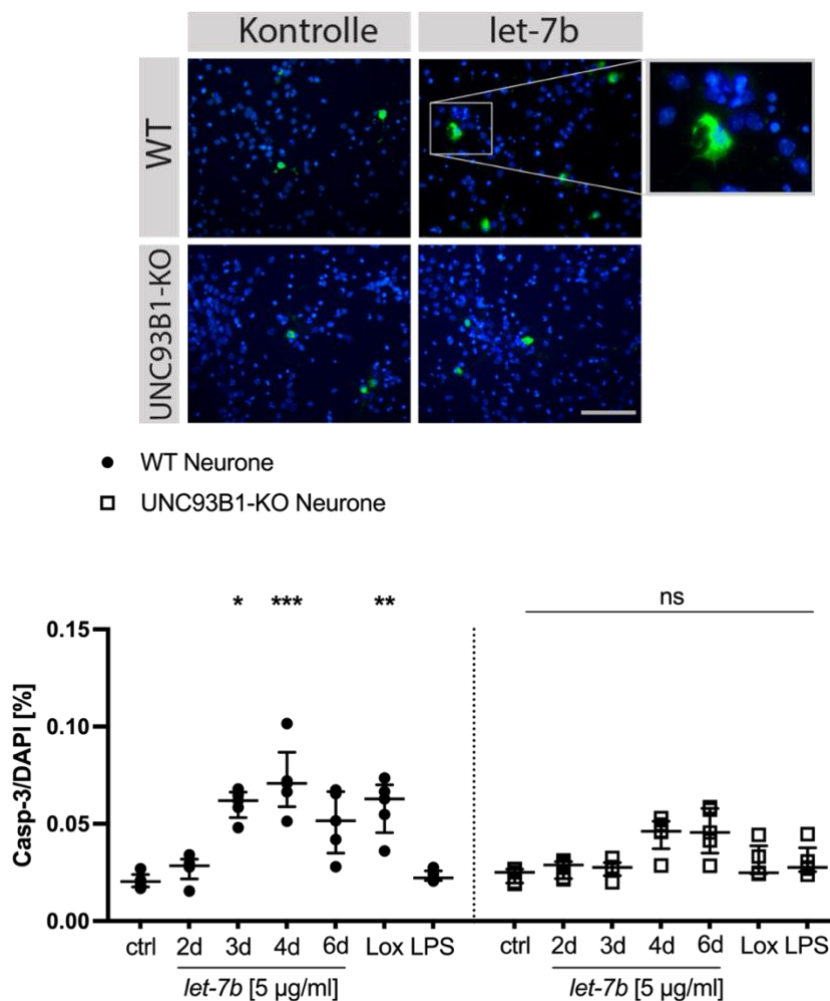 Kontrolle let-7b
WT
UNC93B1-KO
WT Neurone
UNC93B1-KO Neurone
* *** ** ns
0.15
0.10
0.05
0.00
Casp-3/DAPI [%]
ctrl 2d 3d 4d 6d Lox LPS ctrl 2d 3d 4d 6d Lox LPS
let-7b [5 µg/ml] let-7b [5 µg/ml]